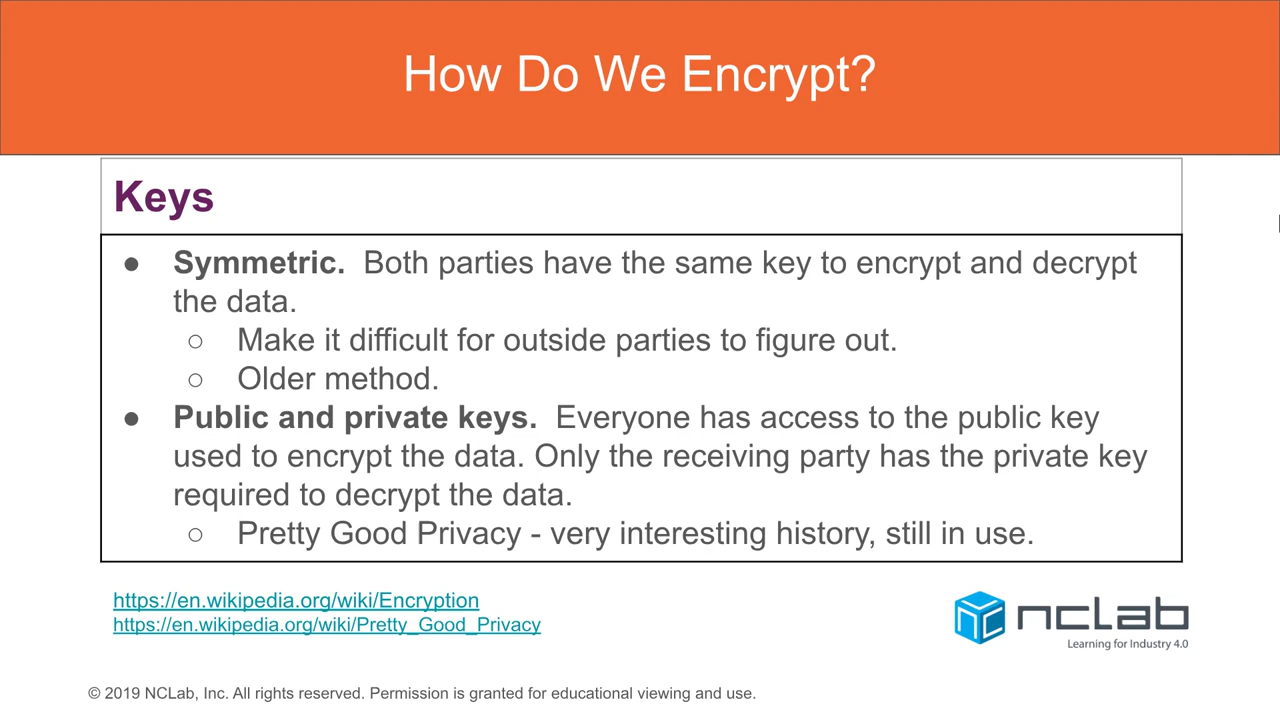 How Do We Encrypt?
Keys
● Symmetric.  Both parties have the same key to encrypt and decrypt
the data.
○ Make it difficult for outside parties to figure out.
○ Older method.
● Public and private keys.  Everyone has access to the public key
used to encrypt the data. Only the receiving party has the private key
required to decrypt the data.
○ Pretty Good Privacy - very interesting history, still in use.
https://en.wikipedia.org/wiki/Encryption
https://en.wikipedia.org/wiki/Pretty_Good_Privacy
nclab
Learning for Industry 4.0
© 2019 NCLab, Inc. All rights reserved. Permission is granted for educational viewing and use.